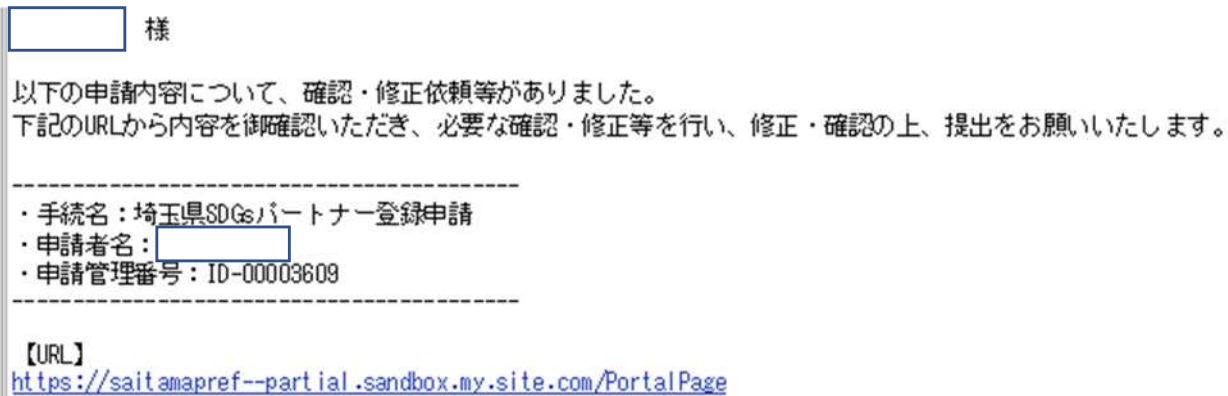 様
以下の申請内容について、確認・修正依頼等がありました。
下記のURLから内容を御確認いただき、必要な確認・修正等を行い、修正・確認の上、提出をお願いいたします。
-----------------------------------------
・手続名：埼玉県SDGsパートナー登録申請
・申請者名：
・申請管理番号：ID-00003609
-----------------------------------------
【URL】
https://saitamapref--partial.sandbox.my.site.com/PortalPage